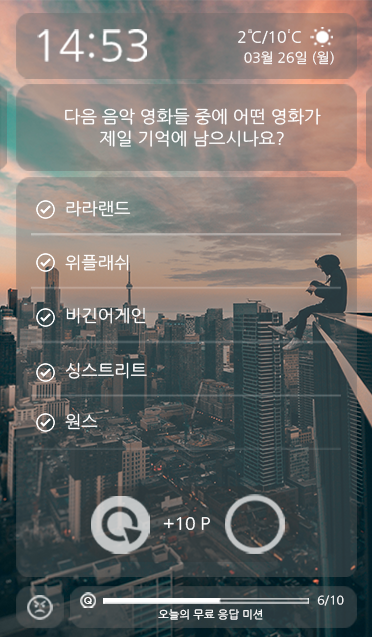 14:53
2℃/10℃
03월 26일 (월)
다음 음악 영화들 중에 어떤 영화가
제일 기억에 남으시나요?
라라랜드
위플래쉬
비긴어게인
싱스트리트
원스
+10 P
6/10
오늘의 무료 응답 미션